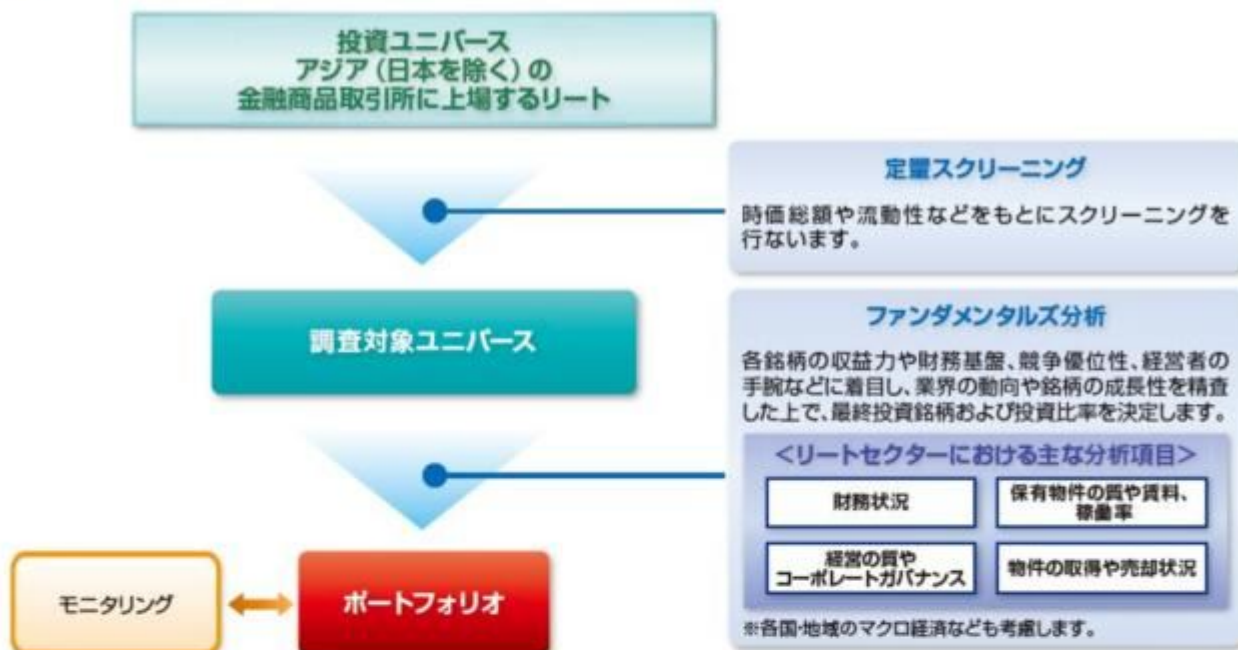 投資ユニバース
アジア（日本を除く）の
金融商品取引所に上場するリート
定量スクリーニング
時価総額や流動性などをもとにスクリーニングを
行ないます。
調査対象ユニバース
ファンダメンタルズ分析
各銘柄の収益力や財務基盤、競争優位性、経営者の
手腕などに着目し、業界の動向や銘柄の成長性を精査
した上で、最終投資銘柄および投資比率を決定します。
＜リートセクターにおける主な分析項目＞
財務状況
保有物件の質や賃料、
稼働率
経営の質や
コーポレートガバナンス
物件の取得や売却状況
※各国・地域のマクロ経済なども考慮します。
モニタリング
ポートフォリオ